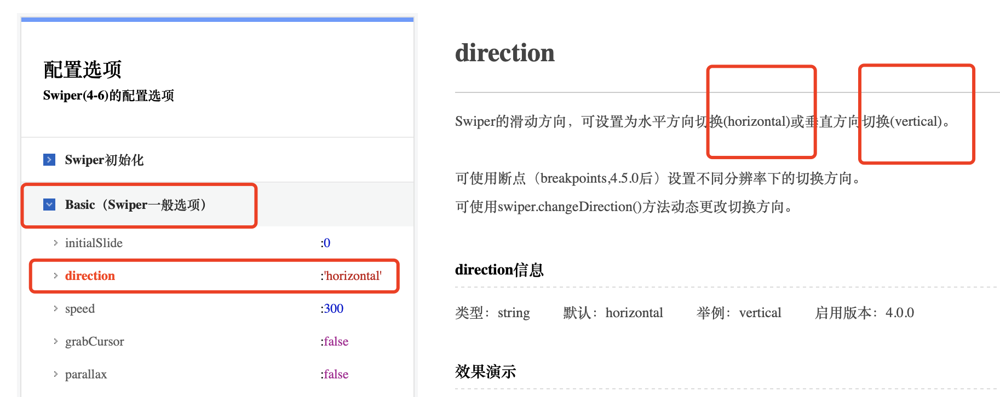 配置选项
Swiper(4-6)的配置选项
Swiper初始化
Basic（Swiper一般选项）
initialSlide :0
direction :'horizontal'
speed :300
grabCursor :false
parallax :false
direction
Swiper的滑动方向，可设置为水平方向切换(horizontal)或垂直方向切换(vertical)。
可使用断点（breakpoints,4.5.0后）设置不同分辨率下的切换方向。
可使用swiper.changeDirection()方法动态更改切换方向。
direction信息
类型：string 默认：horizontal 举例：vertical 启用版本：4.0.0
效果演示